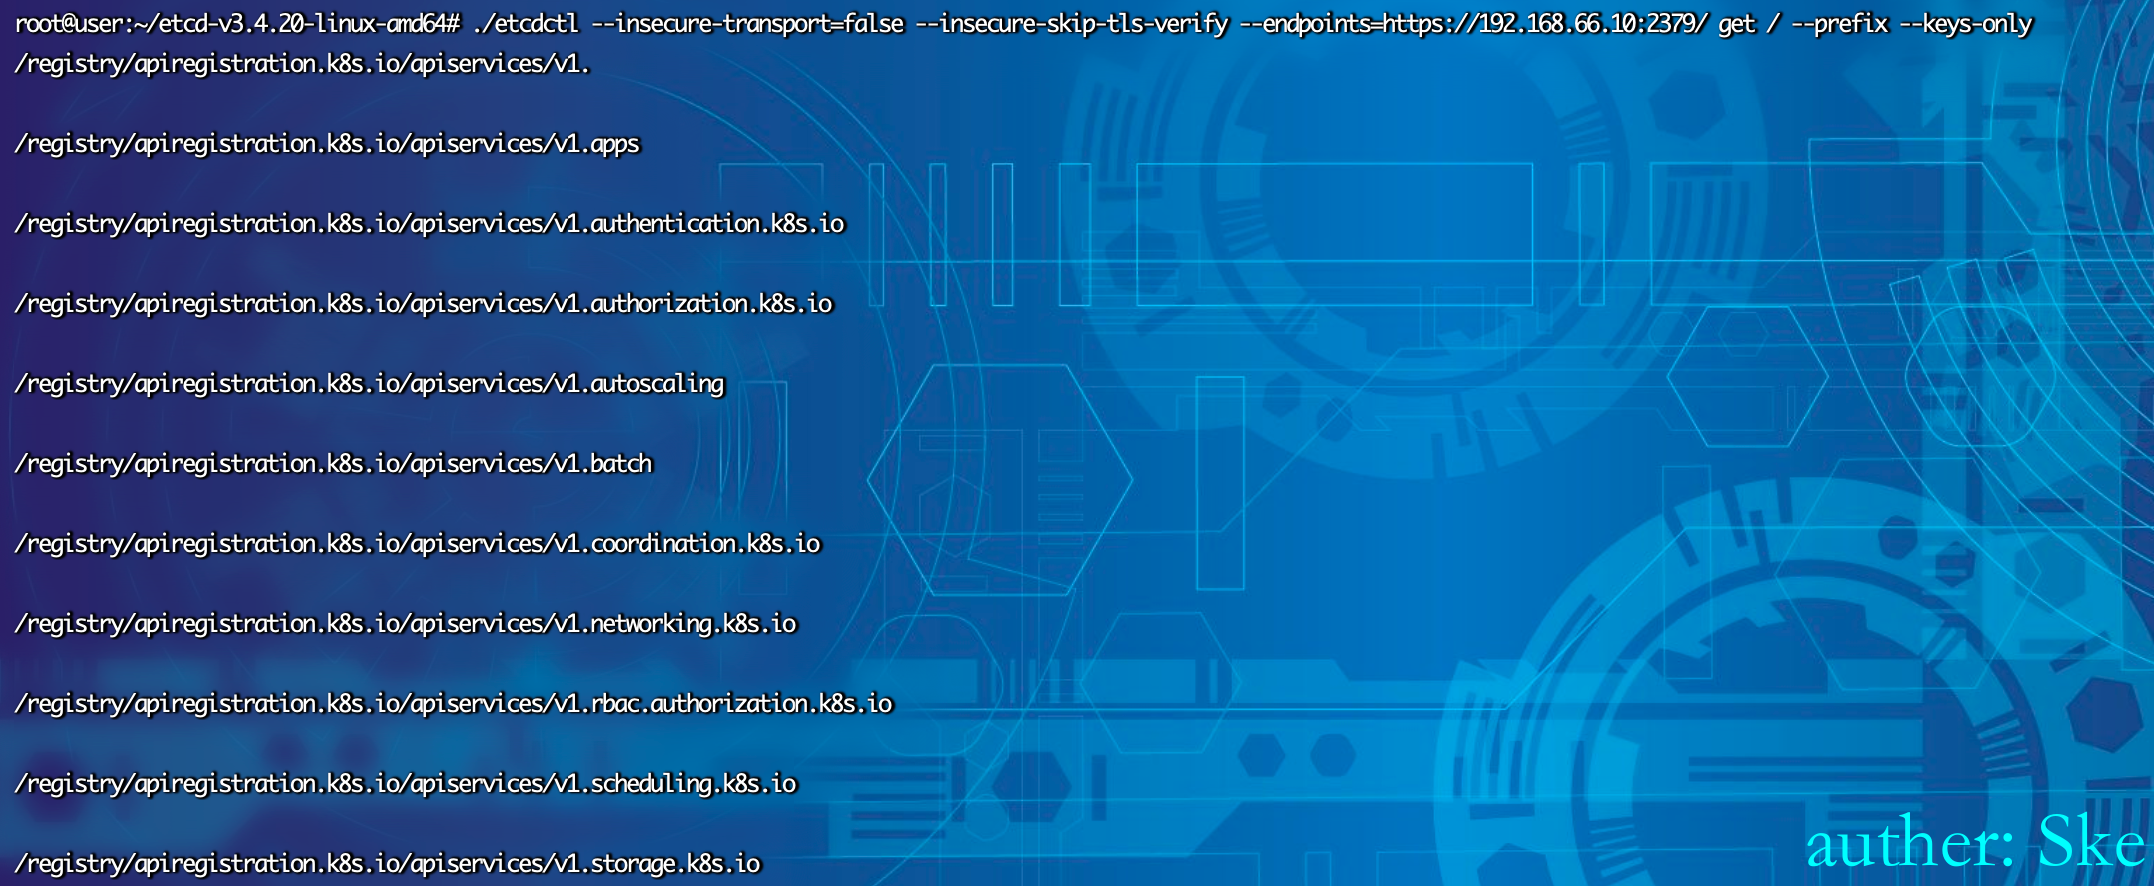 root@user:~/etcd-v3.4.20-linux-amd64# ./etcdctl --insecure-transport=false --insecure-skip-tls-verify --endpoints=https://192.168.66.10:2379/ get / --prefix --keys-only
/registry/apiregistration.k8s.io/apiservices/v1.
/registry/apiregistration.k8s.io/apiservices/v1.apps
/registry/apiregistration.k8s.io/apiservices/v1.authentication.k8s.io
/registry/apiregistration.k8s.io/apiservices/v1.authorization.k8s.io
/registry/apiregistration.k8s.io/apiservices/v1.autoscaling
/registry/apiregistration.k8s.io/apiservices/v1.batch
/registry/apiregistration.k8s.io/apiservices/v1.coordination.k8s.io
/registry/apiregistration.k8s.io/apiservices/v1.networking.k8s.io
/registry/apiregistration.k8s.io/apiservices/v1.rbac.authorization.k8s.io
/registry/apiregistration.k8s.io/apiservices/v1.scheduling.k8s.io
/registry/apiregistration.k8s.io/apiservices/v1.storage.k8s.io
auther: Ske